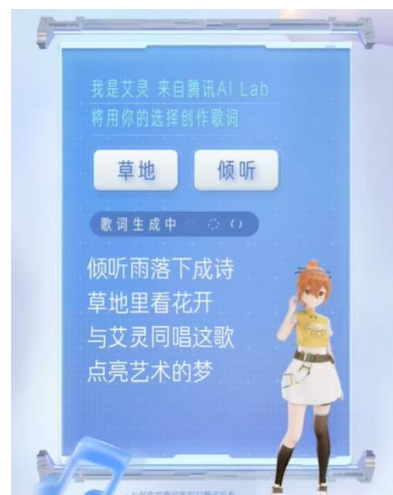 我是艾灵 来自腾讯AI Lab
将用你的选择创作歌词
草地 倾听
歌词生成中
倾听雨落下成诗
草地里看花开
与艾灵同唱这歌
点亮艺术的梦